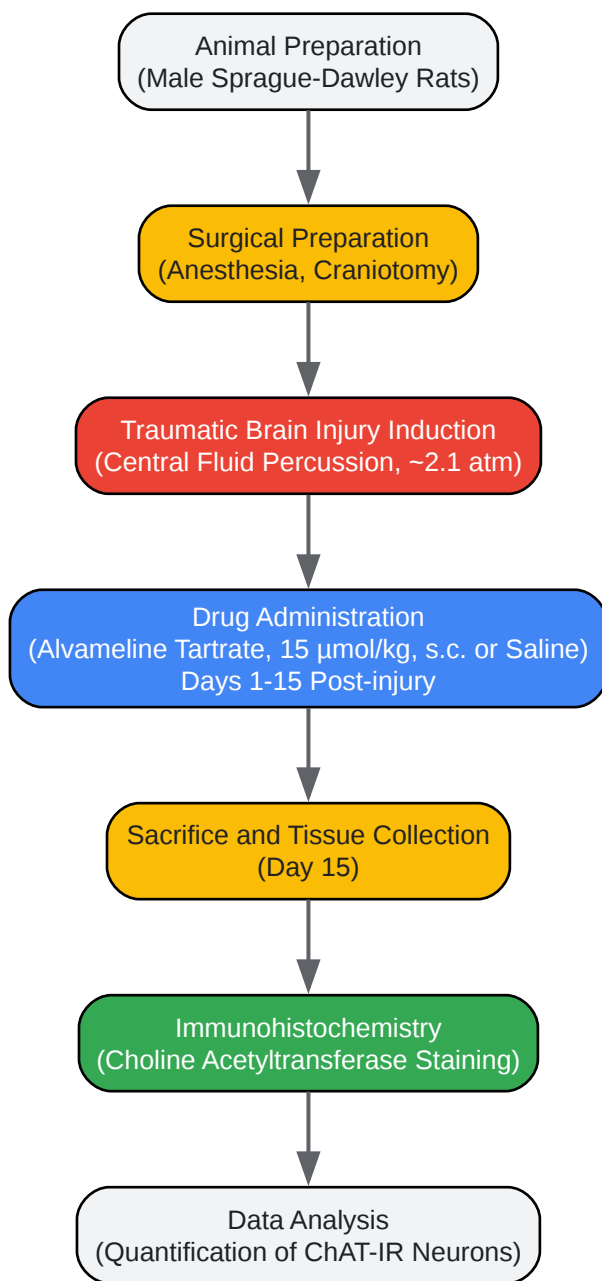 Animal Preparation
(Male Sprague-Dawley Rats)
Surgical Preparation
(Anesthesia, Craniotomy)
Traumatic Brain Injury Induction
(Central Fluid Percussion, ~2.1 atm)
Drug Administration
(Alvameline Tartrate, 15 µmol/kg, s.c. or Saline)
Days 1-15 Post-injury
Sacrifice and Tissue Collection
(Day 15)
Immunohistochemistry
(Choline Acetyltransferase Staining)
Data Analysis
(Quantification of ChAT-IR Neurons)